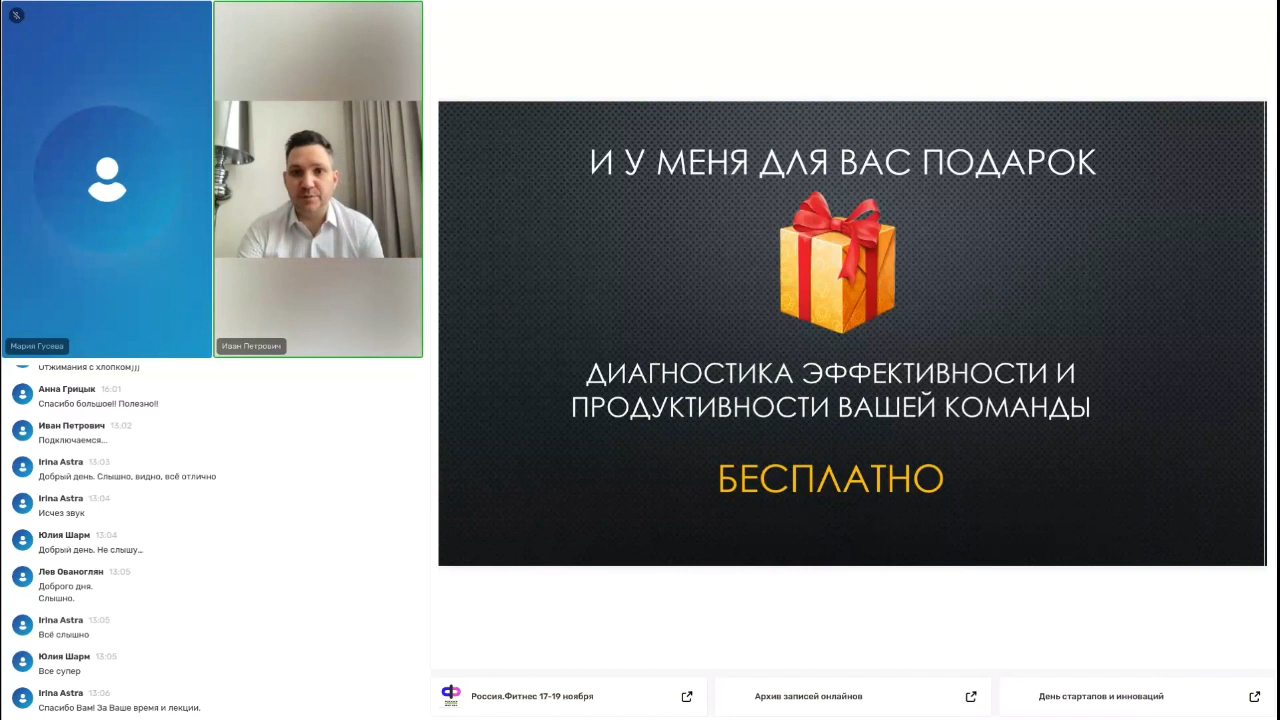 Мария Гусева
Иван Петрович
Отжимания с хлопком)))
Анна Грицык 16:01
Спасибо большое!! Полезно!!
Иван Петрович 13:02
Подключаемся...
Irina Astra 13:03
Добрый день. Слышно, видно, всё отлично
Irina Astra 13:04
Исчез звук
Юлия Шарм 13:04
Добрый день. Не слышу...
Лев Ованоглян 13:05
Доброго дня.
Слышно.
Irina Astra 13:05
Всё слышно
Юлия Шарм 13:05
Все супер
Irina Astra 13:06
Спасибо Вам! За Ваше время и лекции.
И У МЕНЯ ДЛЯ ВАС ПОДАРОК
ДИАГНОСТИКА ЭФФЕКТИВНОСТИ И
ПРОДУКТИВНОСТИ ВАШЕЙ КОМАНДЫ
БЕСПЛАТНО
Россия.Фитнес 17-19 ноября
Архив записей онлайнов
День стартапов и инноваций